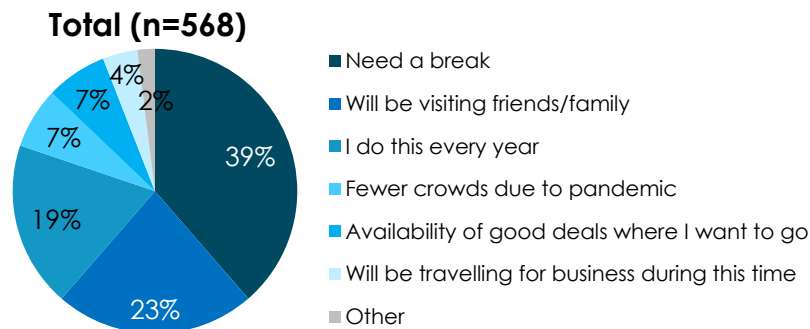 Total (n=568)
39%
23%
19%
7%
7%
4%
2%
Need a break
Will be visiting friends/family
I do this every year
Fewer crowds due to pandemic
Availability of good deals where I want to go
Will be travelling for business during this time
Other